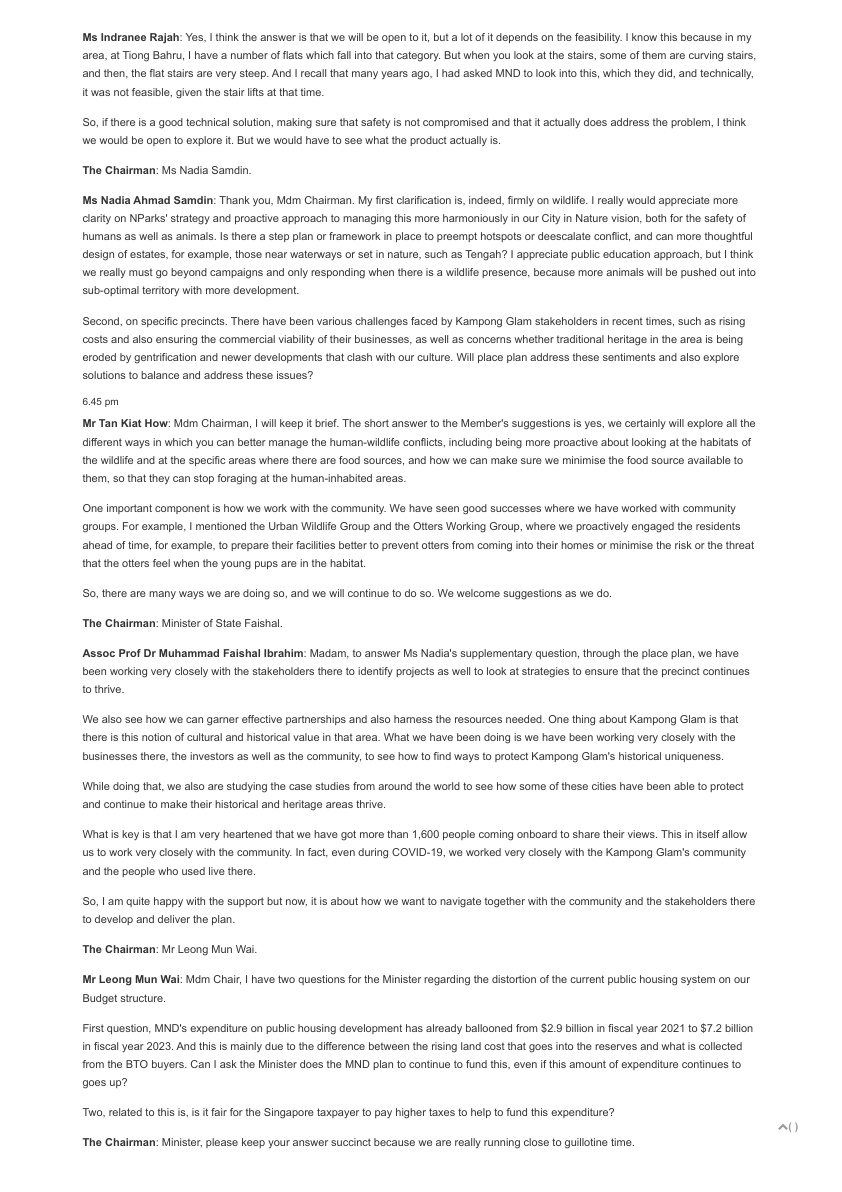 Ms Indranee Rajah: Yes, I think the answer is that we will be open to it, but a lot of it depends on the feasibility. I know this because in my
area, at Tiong Bahru, I have a number of flats which fall into that category. But when you look at the stairs, some of them are curving stairs,
and then, the flat stairs are very steep. And I recall that many years ago, I had asked MND to look into this, which they did, and technically,
it was not feasible, given the stair lifts at that time.
So, if there is a good technical solution, making sure that safety is not compromised and that it actually does address the problem, I think
we would be open to explore it. But we would have to see what the product actually is.
The Chairman: Ms Nadia Samdin.
Ms Nadia Ahmad Samdin: Thank you, Mdm Chairman. My first clarification is, indeed, firmly on wildlife. I really would appreciate more
clarity on NParks' strategy and proactive approach to managing this more harmoniously in our City in Nature vision, both for the safety of
humans as well as animals. Is there a step plan or framework in place to preempt hotspots or deescalate conflict, and can more thoughtful
design of estates, for example, those near waterways or set in nature, such as Tengah? I appreciate public education approach, but I think
we really must go beyond campaigns and only responding when there is a wildlife presence, because more animals will be pushed out into
sub-optimal territory with more development.
Second, on specific precincts. There have been various challenges faced by Kampong Glam stakeholders in recent times, such as rising
costs and also ensuring the commercial viability of their businesses, as well as concerns whether traditional heritage in the area is being
eroded by gentrification and newer developments that clash with our culture. Will place plan address these sentiments and also explore
solutions to balance and address these issues?
6.45 pm
Mr Tan Kiat How: Mdm Chairman, I will keep it brief. The short answer to the Member's suggestions is yes, we certainly will explore all the
different ways in which you can better manage the human-wildlife conflicts, including being more proactive about looking at the habitats of
the wildlife and at the specific areas where there are food sources, and how we can make sure we minimise the food source available to
them, so that they can stop foraging at the human-inhabited areas.
One important component is how we work with the community. We have seen good successes where we have worked with community
groups. For example, I mentioned the Urban Wildlife Group and the Otters Working Group, where we proactively engaged the residents
ahead of time, for example, to prepare their facilities better to prevent otters from coming into their homes or minimise the risk or the threat
that the otters feel when the young pups are in the habitat.
So, there are many ways we are doing so, and we will continue to do so. We welcome suggestions as we do.
The Chairman: Minister of State Faishal.
Assoc Prof Dr Muhammad Faishal Ibrahim: Madam, to answer Ms Nadia's supplementary question, through the place plan, we have
been working very closely with the stakeholders there to identify projects as well to look at strategies to ensure that the precinct continues
to thrive.
We also see how we can garner effective partnerships and also harness the resources needed. One thing about Kampong Glam is that
there is this notion of cultural and historical value in that area. What we have been doing is we have been working very closely with the
businesses there, the investors as well as the community, to see how to find ways to protect Kampong Glam's historical uniqueness.
While doing that, we also are studying the case studies from around the world to see how some of these cities have been able to protect
and continue to make their historical and heritage areas thrive.
What is key is that I am very heartened that we have got more than 1,600 people coming onboard to share their views. This in itself allow
us to work very closely with the community. In fact, even during COVID-19, we worked very closely with the Kampong Glam's community
and the people who used live there.
So, I am quite happy with the support but now, it is about how we want to navigate together with the community and the stakeholders there
to develop and deliver the plan.
The Chairman: Mr Leong Mun Wai.
Mr Leong Mun Wai: Mdm Chair, I have two questions for the Minister regarding the distortion of the current public housing system on our
Budget structure.
First question, MND's expenditure on public housing development has already ballooned from $2.9 billion in fiscal year 2021 to $7.2 billion
in fiscal year 2023. And this is mainly due to the difference between the rising land cost that goes into the reserves and what is collected
from the BTO buyers. Can I ask the Minister does the MND plan to continue to fund this, even if this amount of expenditure continues to
goes up?
Two, related to this is, is it fair for the Singapore taxpayer to pay higher taxes to help to fund this expenditure?
( )
The Chairman: Minister, please keep your answer succinct because we are really running close to guillotine time.